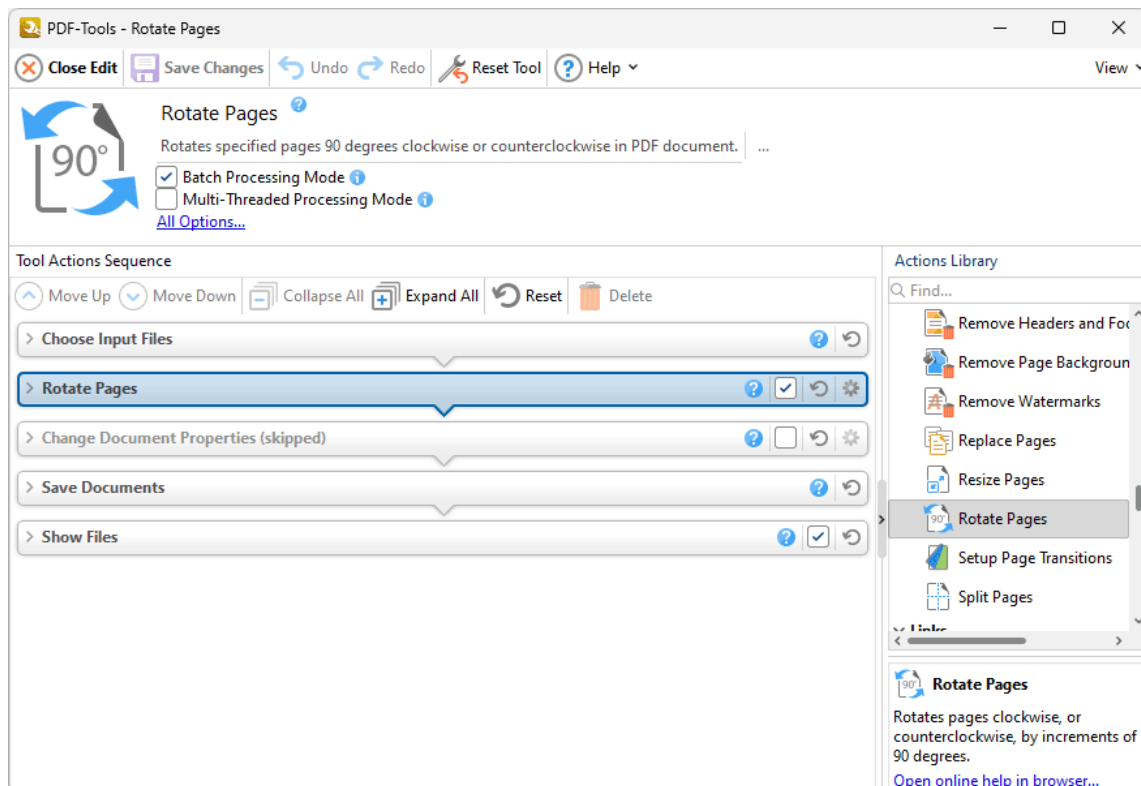 PDF-Tools - Rotate Pages
Close Edit Save Changes Undo Redo Reset Tool ? Help View
Rotate Pages ?
90°
Rotates specified pages 90 degrees clockwise or counterclockwise in PDF document. ...
Batch Processing Mode i
Multi-Threaded Processing Mode i
All Options...
Tool Actions Sequence
Move Up Move Down Collapse All Expand All Reset Delete
Choose Input Files ?
Rotate Pages ?
Change Document Properties (skipped) ?
Save Documents ?
Show Files ?
Actions Library
Find...
Remove Headers and Foo
Remove Page Backgroun
Remove Watermarks
Replace Pages
Resize Pages
90° Rotate Pages
Setup Page Transitions
Split Pages
Links
90° Rotate Pages
Rotates pages clockwise, or
counterclockwise, by increments of
90 degrees.
Open online help in browser...